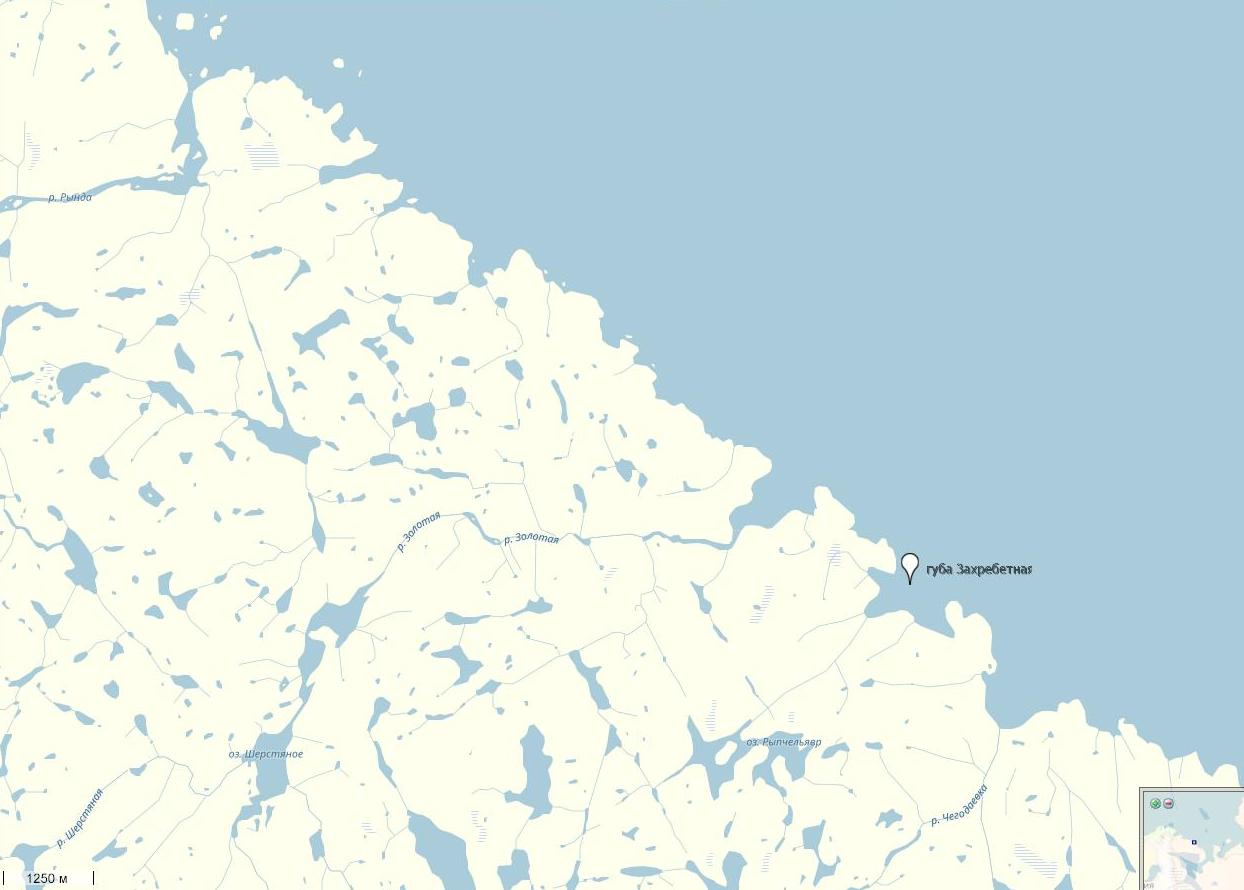 р. Рында
р. Золотая
р. Золотая
губа Захребетная
оз. Рыпчельявр
оз. Шерстяное
р. Шерстяная
р. Чегодаевка
1250 м